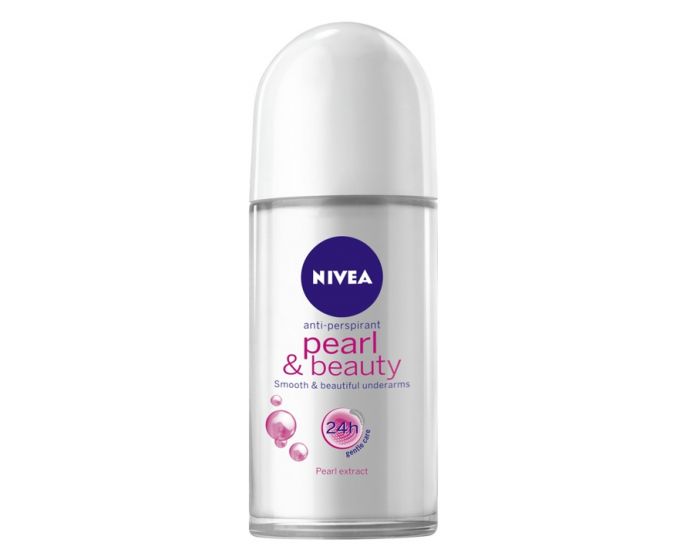 NIVEA
anti-perspirant
pearl
& beauty
Smooth & beautiful underarms
24h
gentle care
Pearl extract